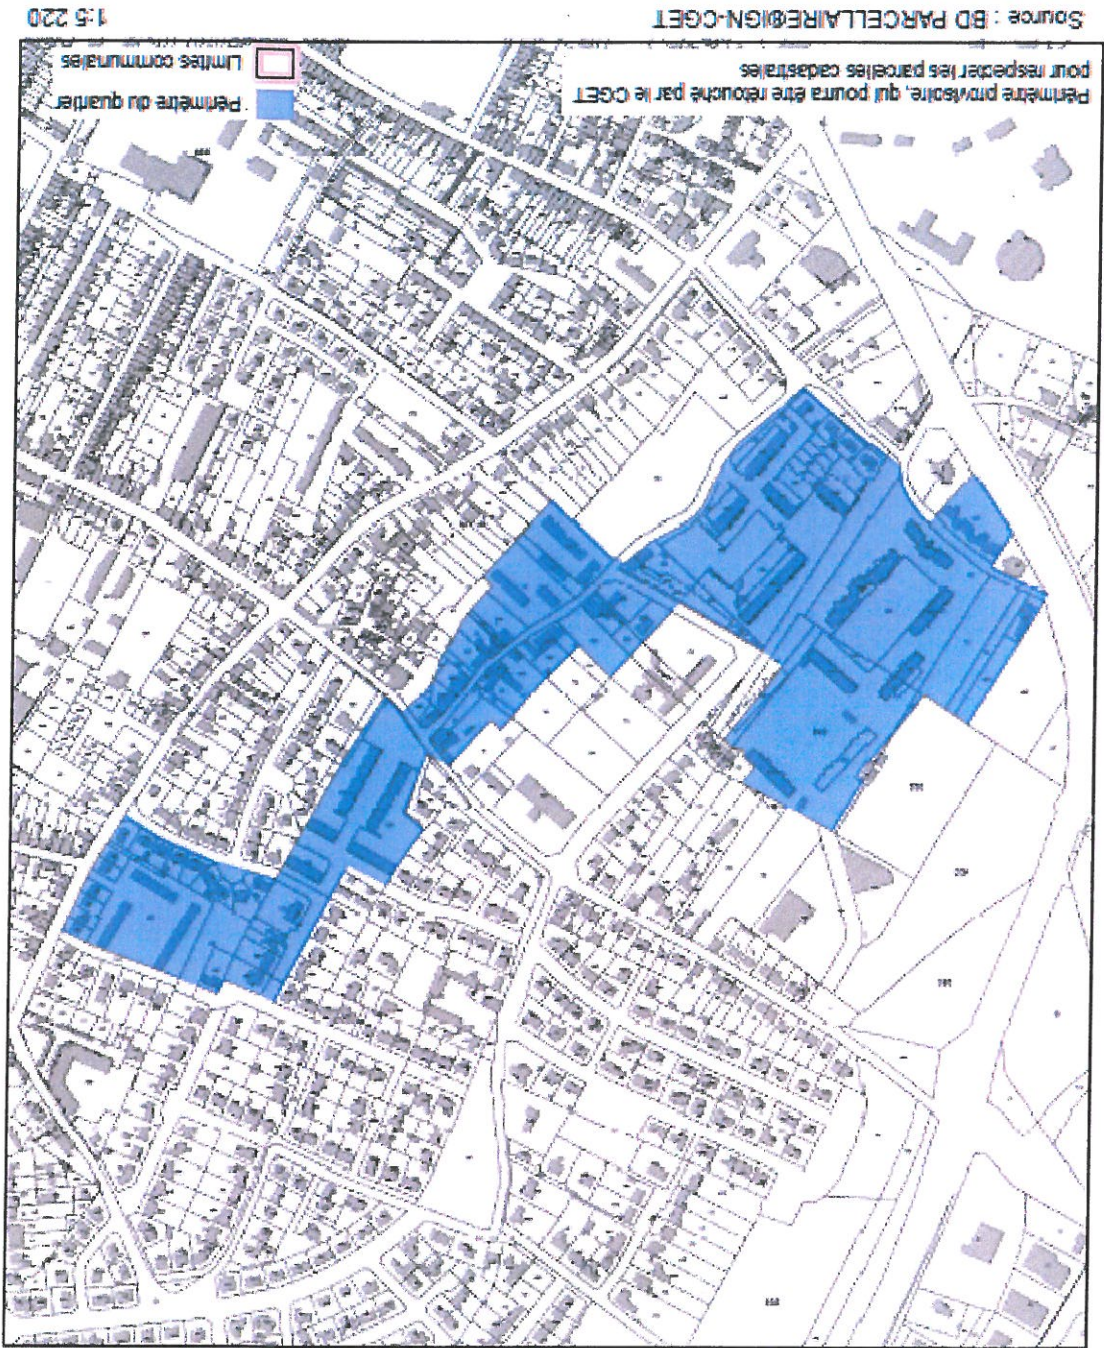 Périmètre du quartier
Limites communales
Périmètre provisoire, qui pourra être retouché par le CGET
pour respecter les parcelles cadastrales
Source : BD PARCELLAIRE®IGN-CGET
1:5 220